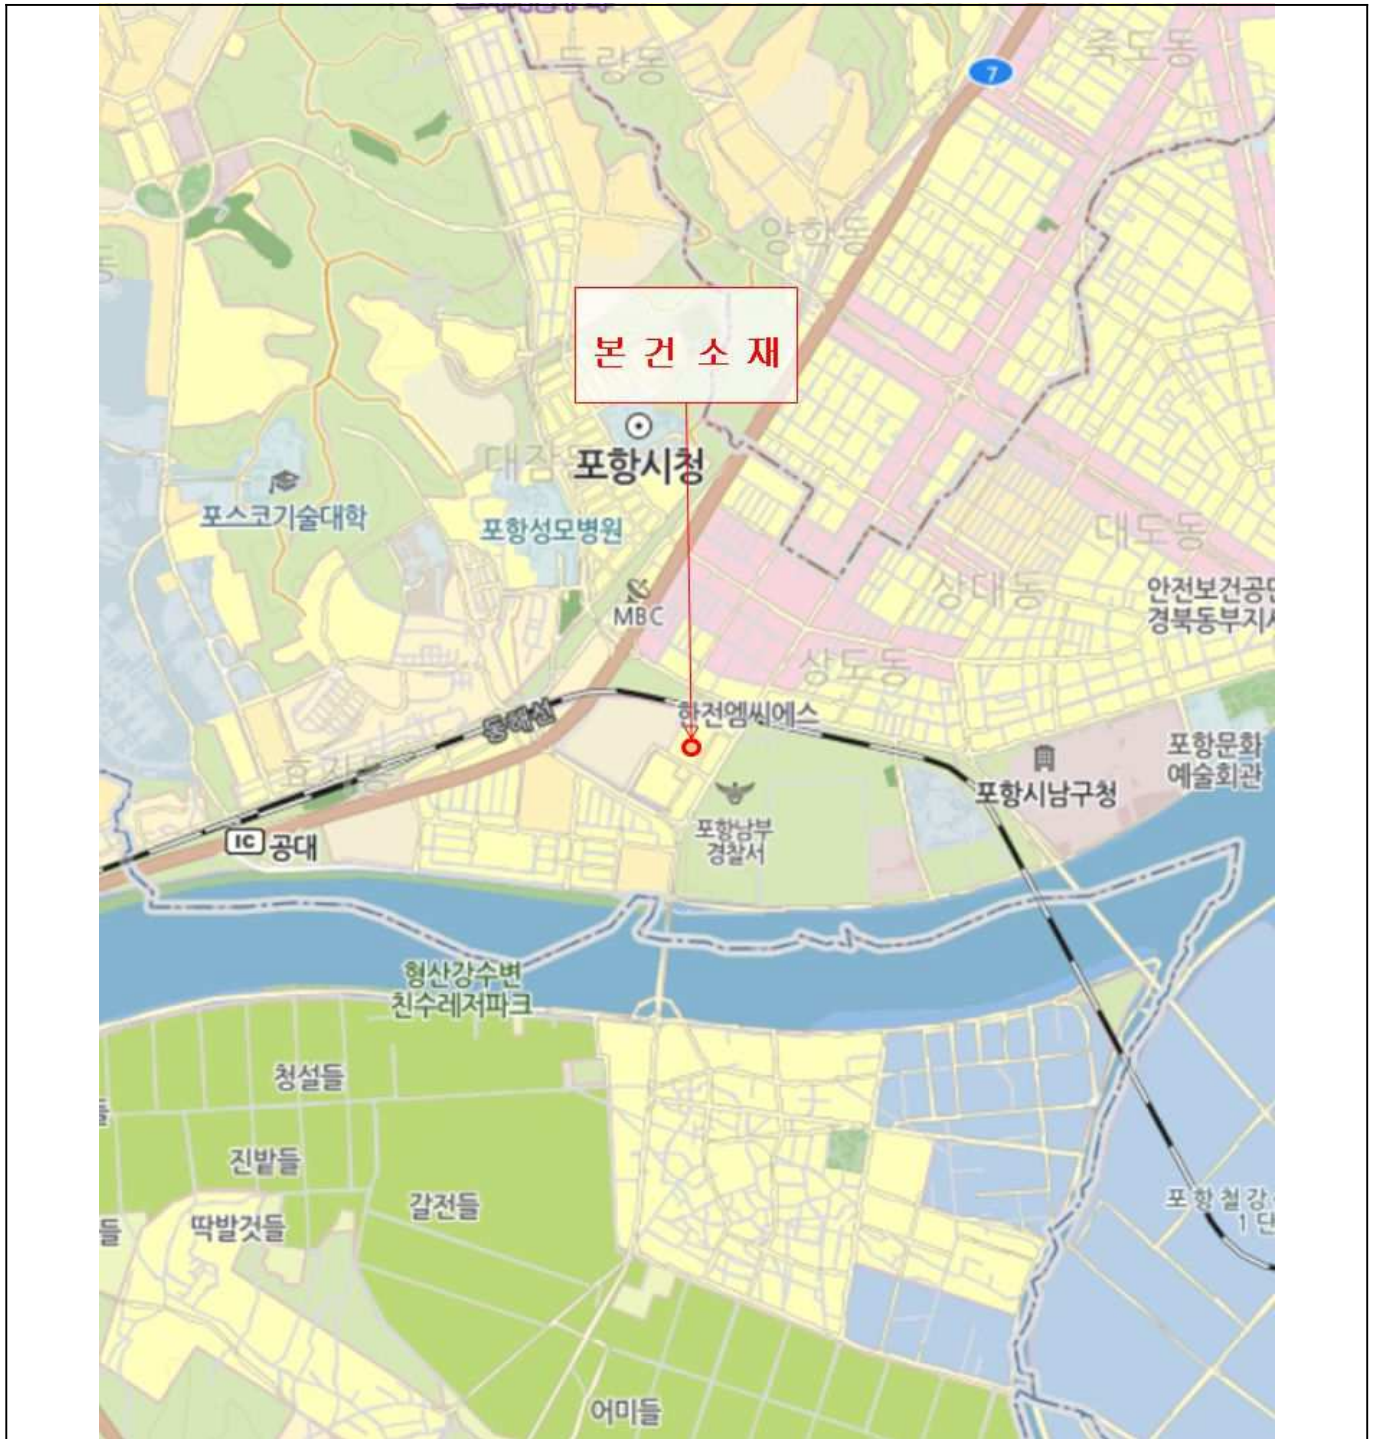 득량동
죽도동
7
양학동
동
본 건 소 재
대잠
포항시청
포스코기술대학
포항성모병원
대도동
상대동
MBC
안전보건공단
경북동부지사
상도동
한전엠씨에스
동해선
포항문화
예술회관
효자동
포항시남구청
IC 공대
포항남부
경찰서
형산강수변
친수레저파크
청설들
진밭들
갈전들
딱발것들
들
포항철강
1단
어미들